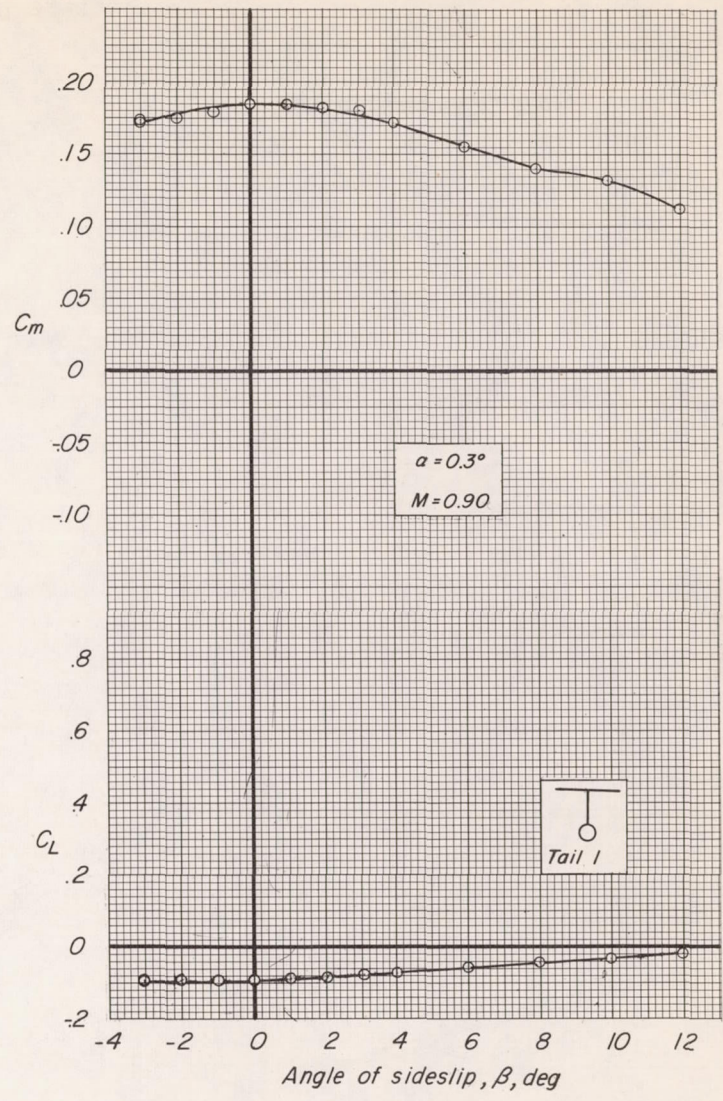 .20
.15
.10
.05
Cm
0
-.05
α = 0.3°
M = 0.90
-.10
.8
.6
.4
CL
Tail 1
.2
0
-.2
-4 -2 0 2 4 6 8 10 12
Angle of sideslip, β, deg